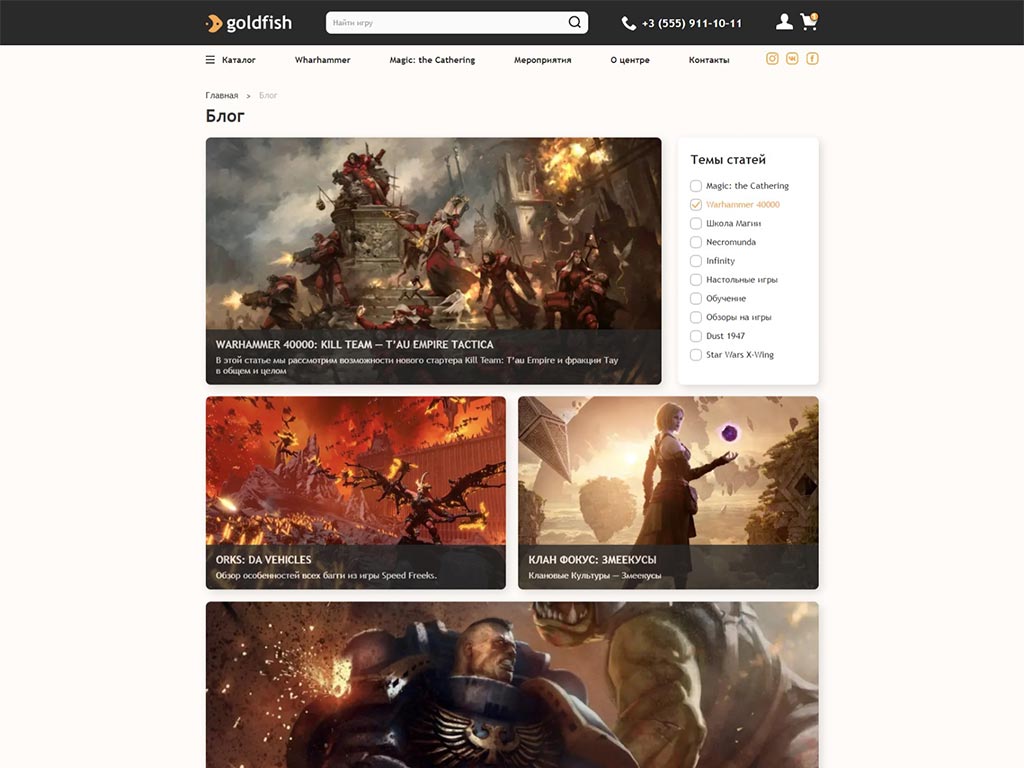 goldfish
Найти игру
+3 (555) 911-10-11
1
Каталог
Wharhammer
Magic: the Cathering
Мероприятия
О центре
Контакты
Главная > Блог
Блог
WARHAMMER 40000: KILL TEAM — T'AU EMPIRE TACTICA
В этой статье мы рассмотрим возможности нового стартера Kill Team: T'au Empire и фракции Тау
в общем и целом
Темы статей
Magic: the Cathering
Warhammer 40000
Школа Магии
Necromunda
Infinity
Настольные игры
Обучение
Обзоры на игры
Dust 1947
Star Wars X-Wing
ORKS: DA VEHICLES
Обзор особенностей всех багги из игры Speed Freeks.
КЛАН ФОКУС: ЗМЕЕКУСЫ
Клановые Культуры — Змеекусы